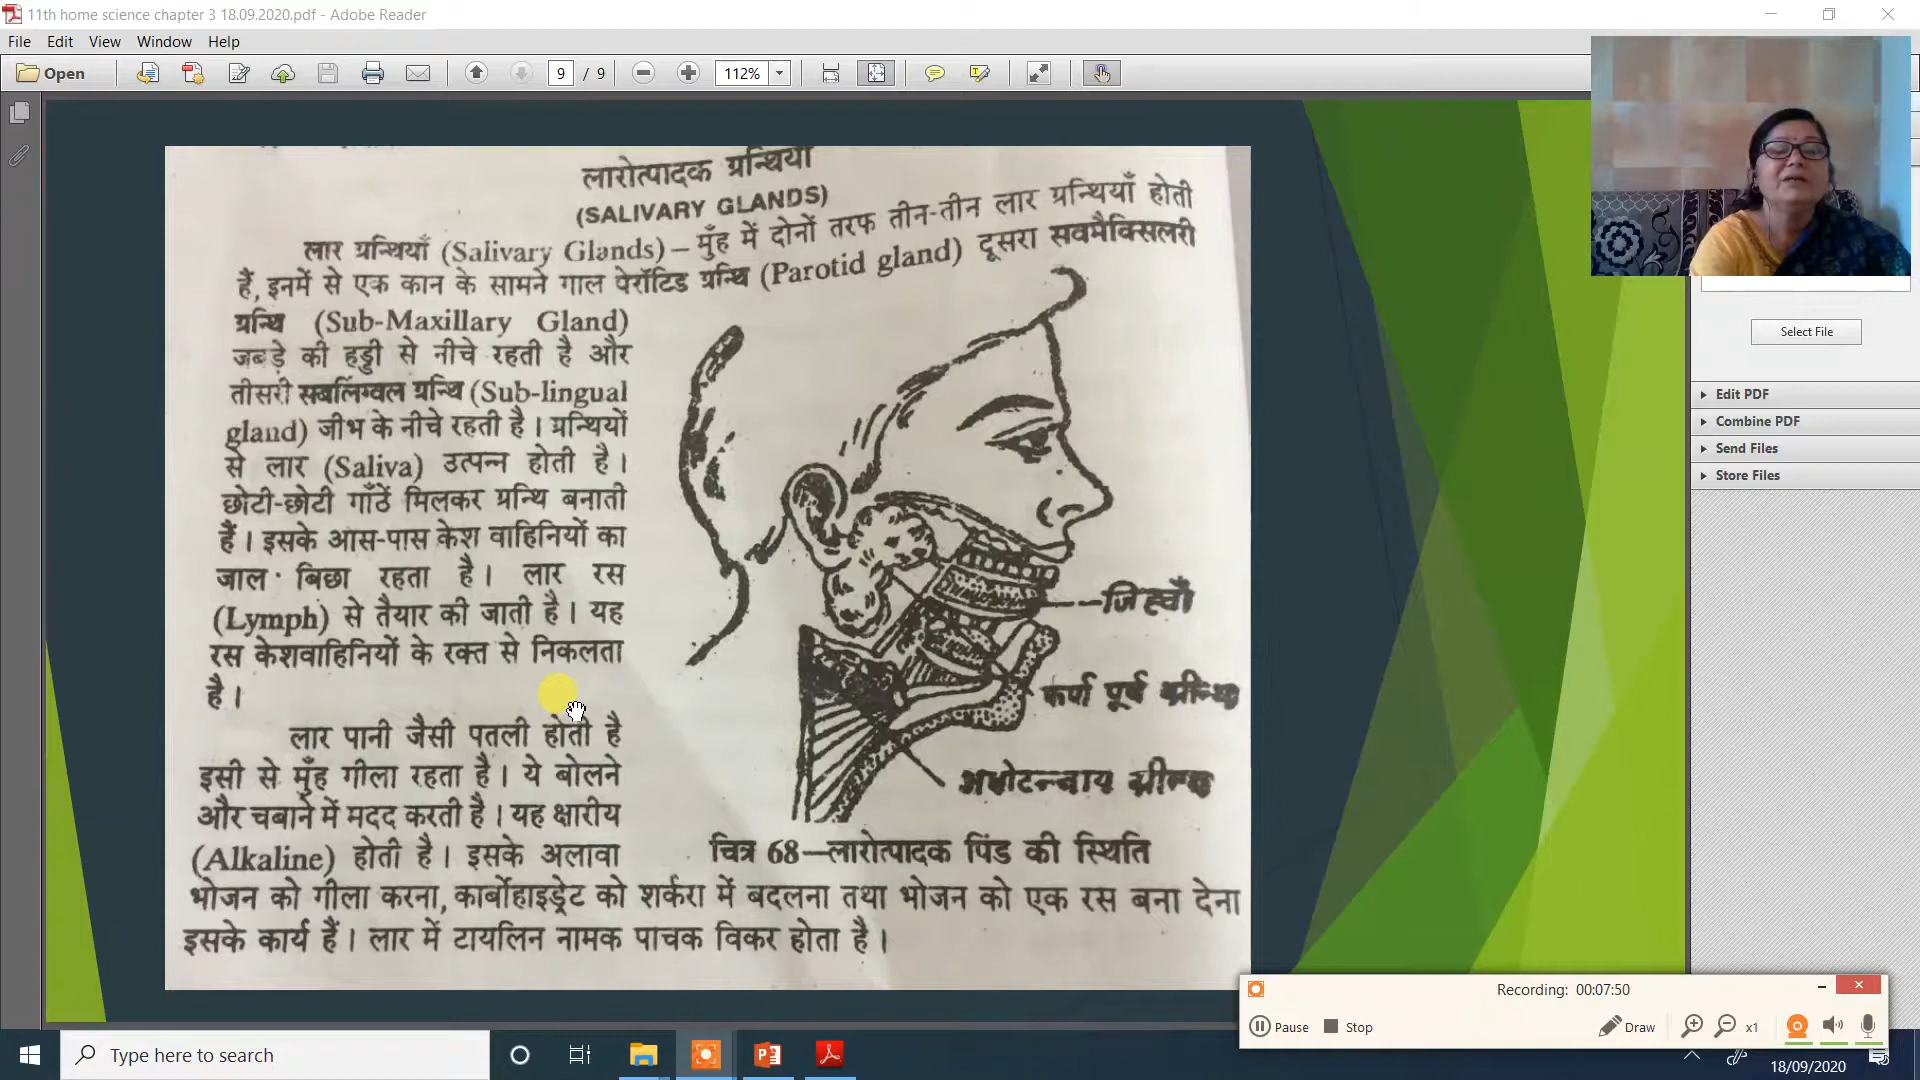 11th home science chapter 3 18.09.2020.pdf - Adobe Reader
File Edit View Window Help
Open 9 / 9 112%
लारोत्पादक ग्रन्थियाँ
(SALIVARY GLANDS)
लार ग्रन्थियाँ (Salivary Glands) – मुँह में दोनों तरफ तीन-तीन लार ग्रन्थियाँ होती
हैं, इनमें से एक कान के सामने गाल पेरॉटिड ग्रन्थि (Parotid gland) दूसरा सवमैक्सिलरी
ग्रन्थि (Sub-Maxillary Gland)
जबड़े की हड्डी से नीचे रहती है और
तीसरी सबलिंग्वल ग्रन्थि (Sub-lingual
gland) जीभ के नीचे रहती है। ग्रन्थियों
से लार (Saliva) उत्पन्न होती है।
छोटी-छोटी गाँठें मिलकर ग्रन्थि बनाती
हैं। इसके आस-पास केश वाहिनियों का
जाल बिछा रहता है। लार रस
(Lymph) से तैयार की जाती है। यह
रस केशवाहिनियों के रक्त से निकलता
है।
लार पानी जैसी पतली होती है
इसी से मुँह गीला रहता है। ये बोलने
और चबाने में मदद करती है। यह क्षारीय
(Alkaline) होती है। इसके अलावा
भोजन को गीला करना, कार्बोहाइड्रेट को शर्करा में बदलना तथा भोजन को एक रस बना देना
इसके कार्य हैं। लार में टायलिन नामक पाचक विकर होता है।
जिह्वाँ
पूर्व
चित्र 68—लारोत्पादक पिंड की स्थिति
Select File
Edit PDF
Combine PDF
Send Files
Store Files
Recording: 00:07:50
Pause Stop Draw x1
Type here to search
18/09/2020